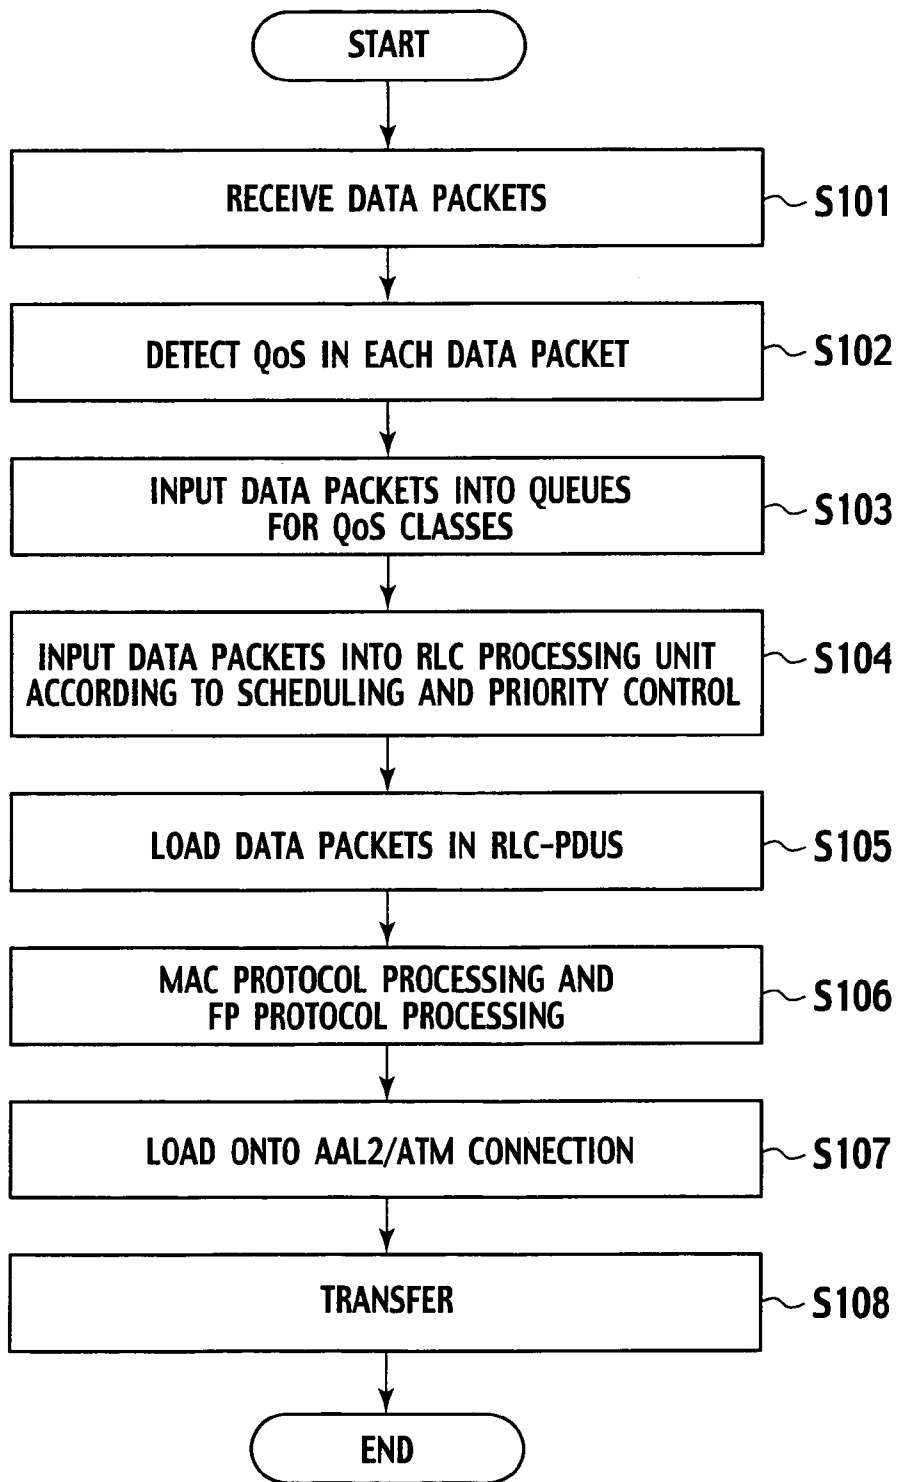 START
RECEIVE DATA PACKETS
S101
DETECT QoS IN EACH DATA PACKET
S102
INPUT DATA PACKETS INTO QUEUES
FOR QoS CLASSES
S103
INPUT DATA PACKETS INTO RLC PROCESSING UNIT
ACCORDING TO SCHEDULING AND PRIORITY CONTROL
S104
LOAD DATA PACKETS IN RLC-PDUS
S105
MAC PROTOCOL PROCESSING AND
FP PROTOCOL PROCESSING
S106
LOAD ONTO AAL2/ATM CONNECTION
S107
TRANSFER
S108
END